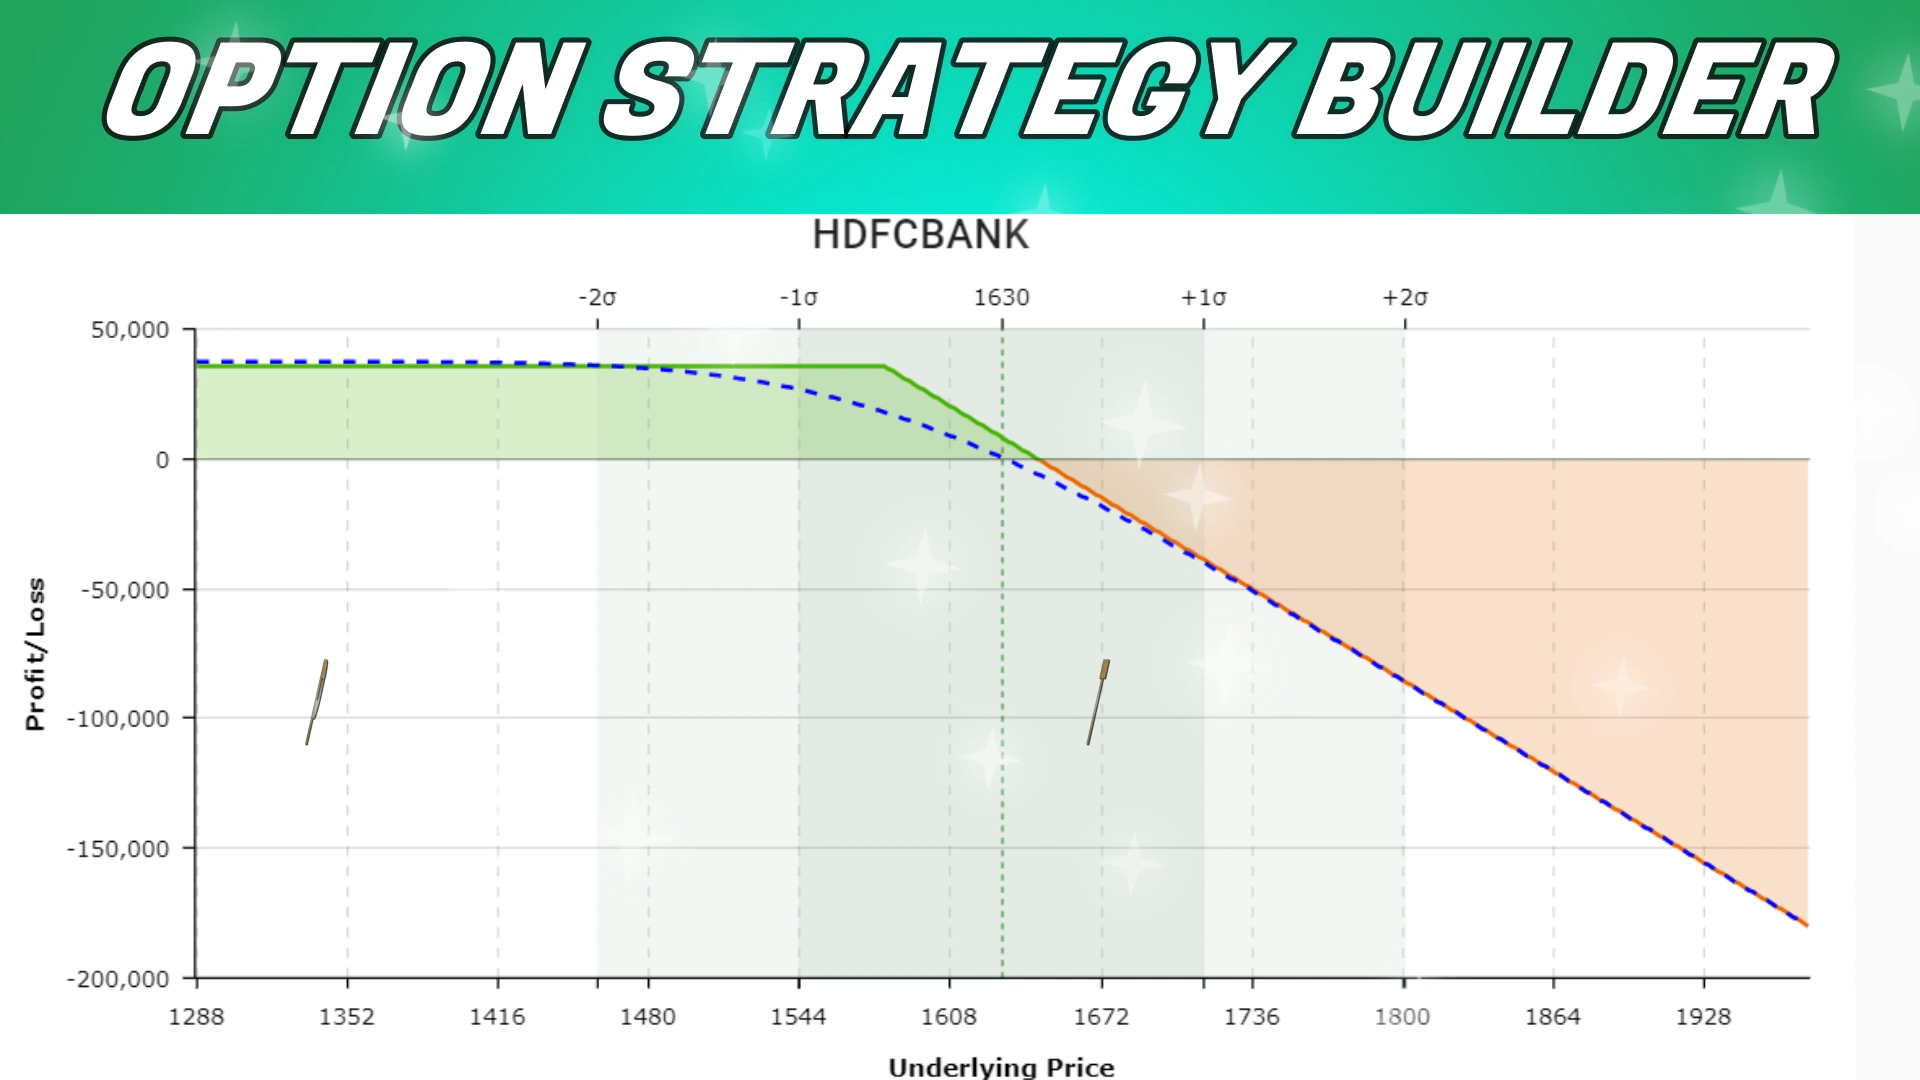 OPTION STRATEGY BUILDER
HDFCBANK
-2σ -1σ 1630 +1σ +2σ
50,000
0
-50,000
-100,000
-150,000
-200,000
Profit/Loss
1288 1352 1416 1480 1544 1608 1672 1736 1800 1864 1928
Underlying Price